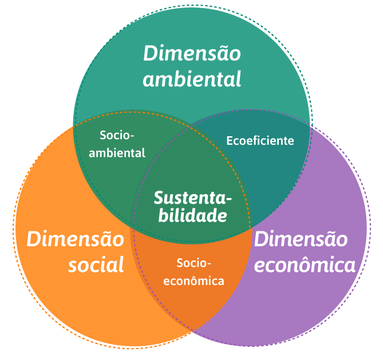 Dimensão
ambiental
Socio-
ambiental
Ecoeficiente
Sustenta-
bilidade
Dimensão
social
Dimensão
econômica
Socio-
econômica